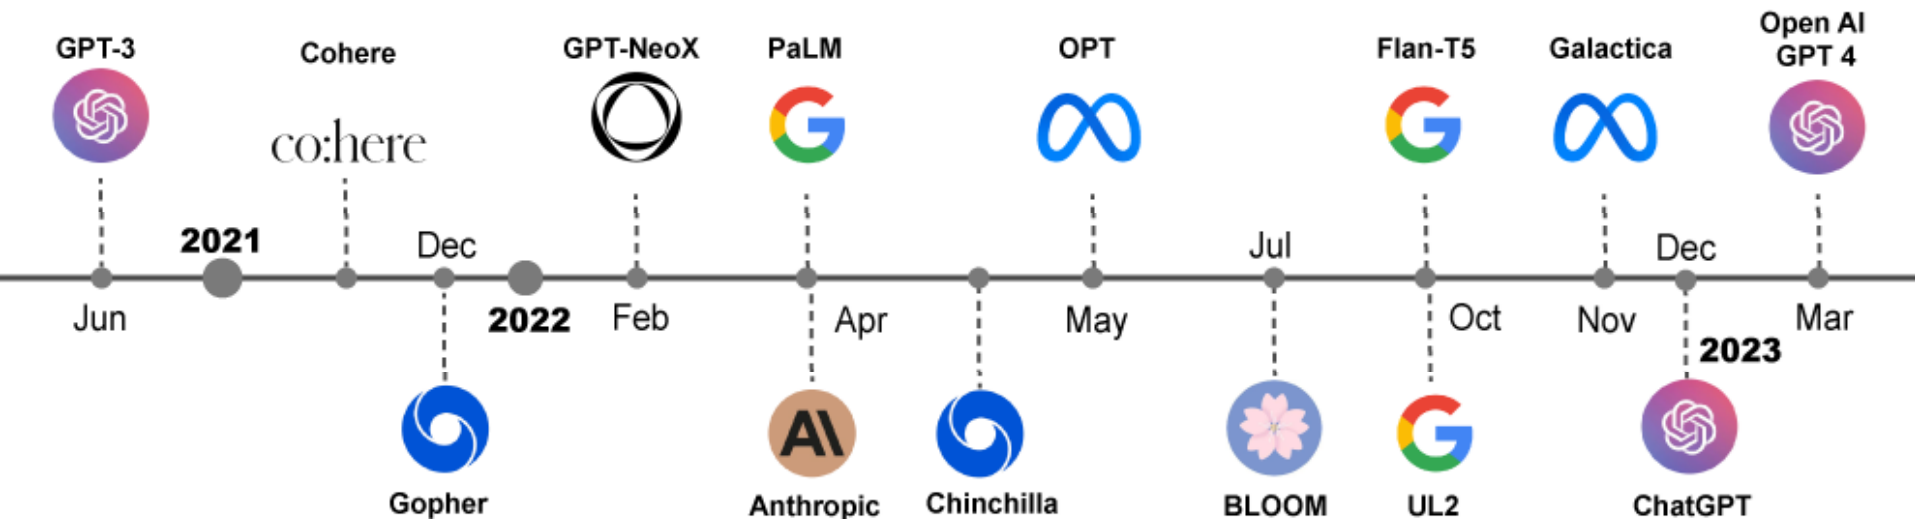 GPT-3
Cohere
GPT-NeoX
PaLM
OPT
Flan-T5
Galactica
Open AI
GPT 4
co:here
2021
Dec
Jul
Dec
Jun
2022
Feb
Apr
May
Oct
Nov
Mar
2023
AI
Gopher
Anthropic
Chinchilla
BLOOM
UL2
ChatGPT